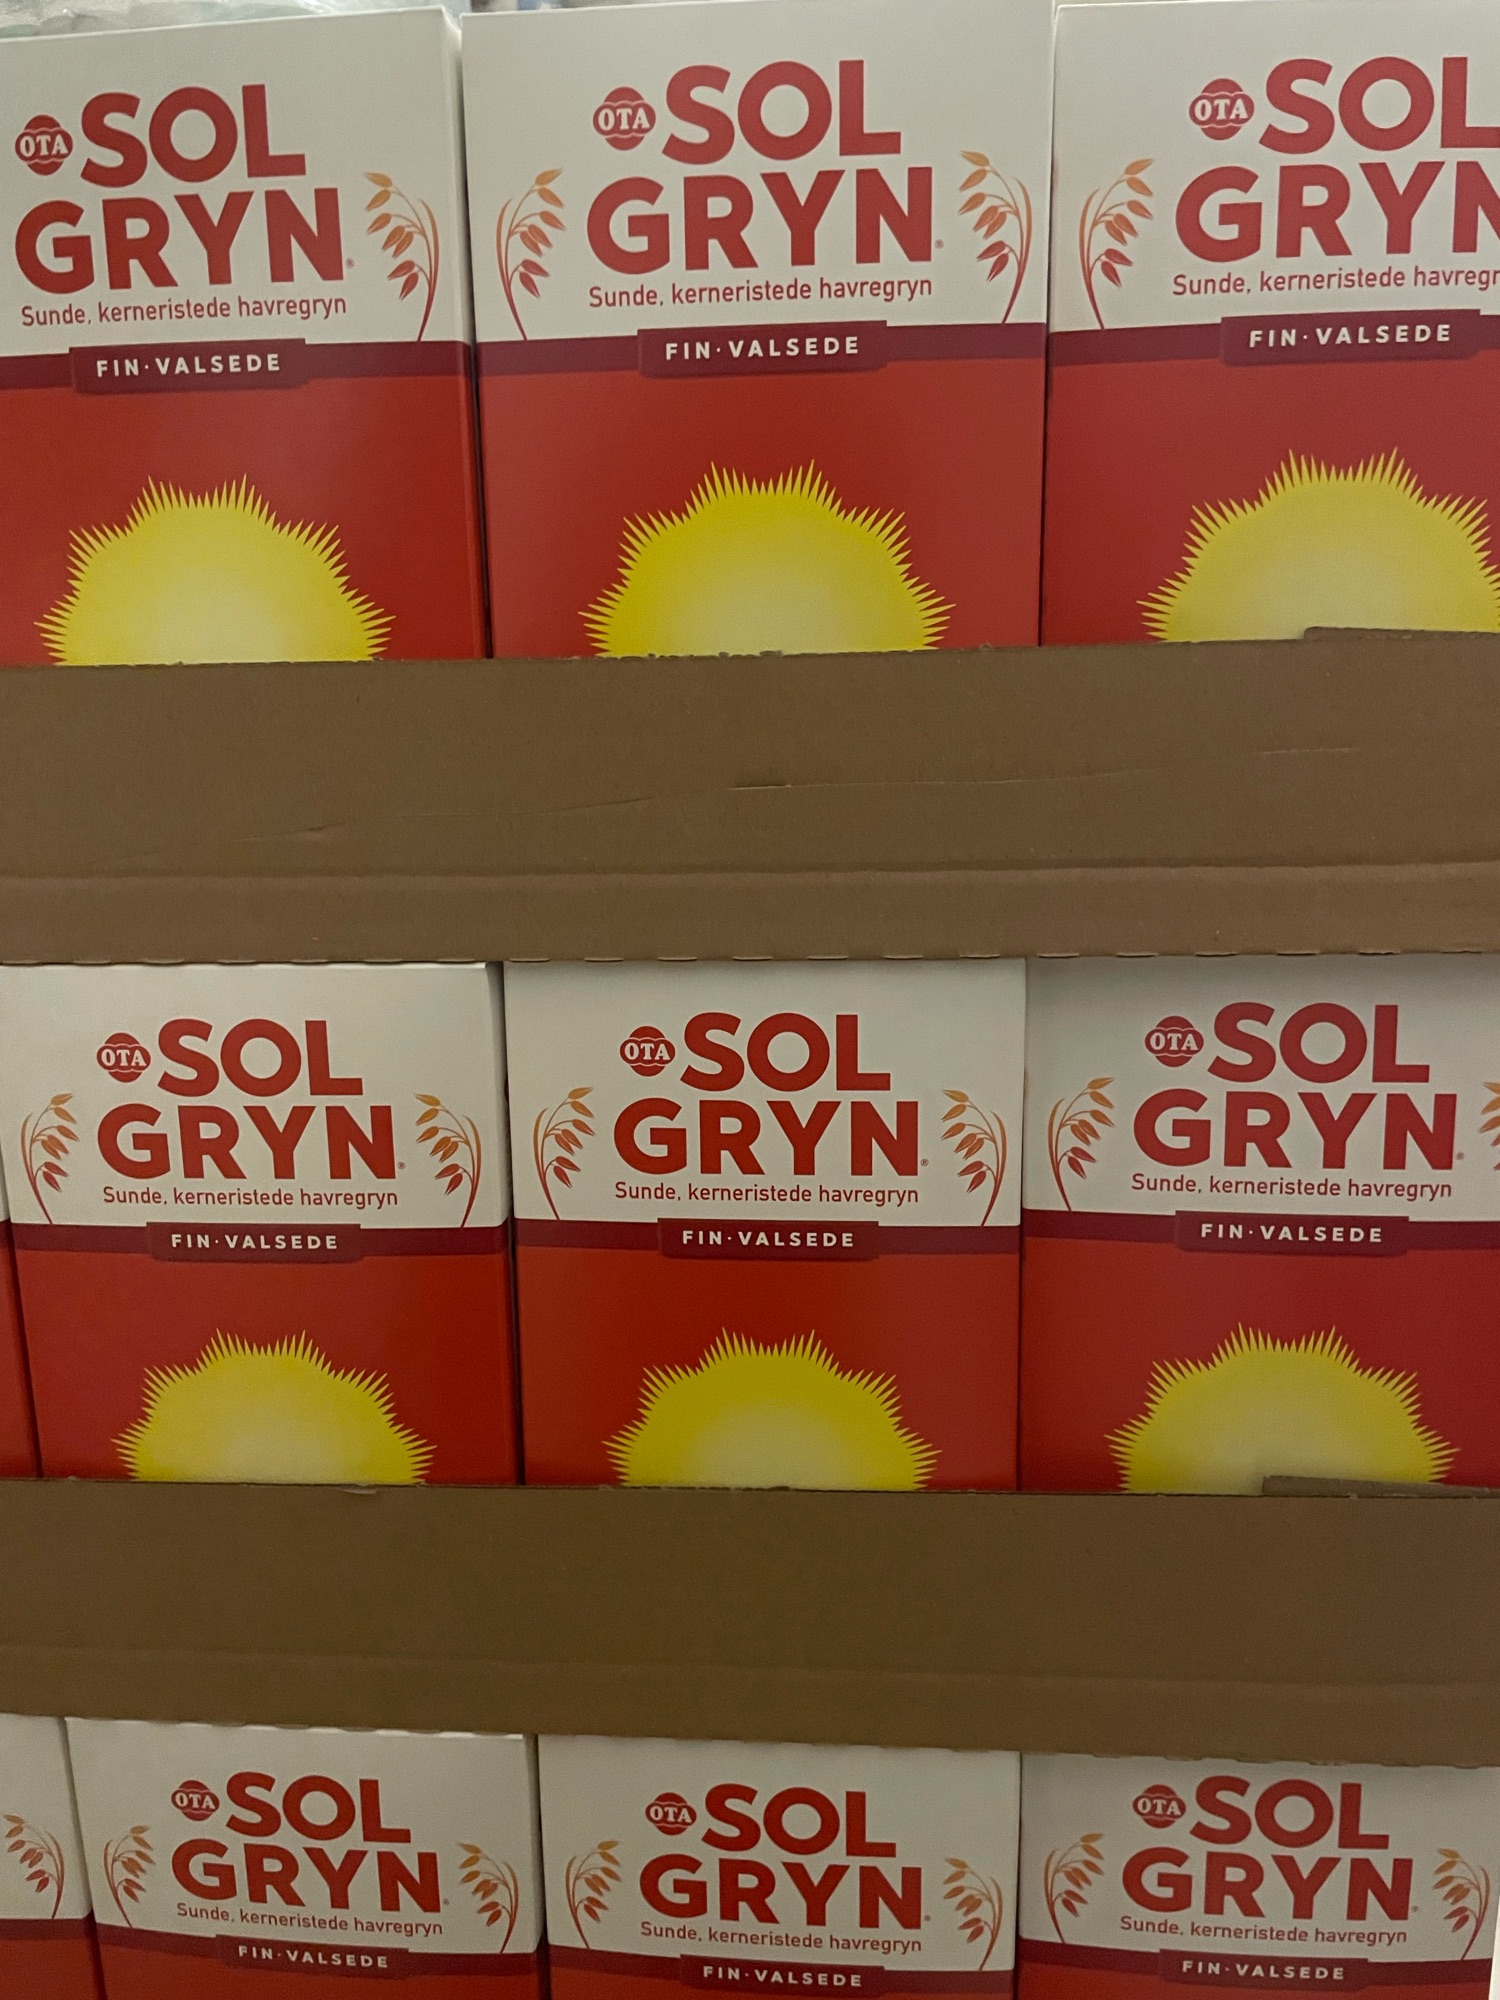 OTA SOL
GRYN®
Sunde, kerneristede havregryn
FIN·VALSEDE
OTA SOL
GRYN®
Sunde, kerneristede havregryn
FIN·VALSEDE
OTA SOL
GRYN
Sunde, kerneristede havregr
FIN·VALSEDE
OTA SOL
GRYN®
Sunde, kerneristede havregryn
FIN·VALSEDE
OTA SOL
GRYN®
Sunde, kerneristede havregryn
FIN·VALSEDE
OTA SOL
GRYN®
Sunde, kerneristede havregryn
FIN·VALSEDE
OTA SOL
GRYN®
Sunde, kerneristede havregryn
FIN·VALSEDE
OTA SOL
GRYN®
Sunde, kerneristede havregryn
FIN·VALSEDE
OTA SOL
GRYN®
Sunde, kerneristede havregryn
FIN·VALSEDE